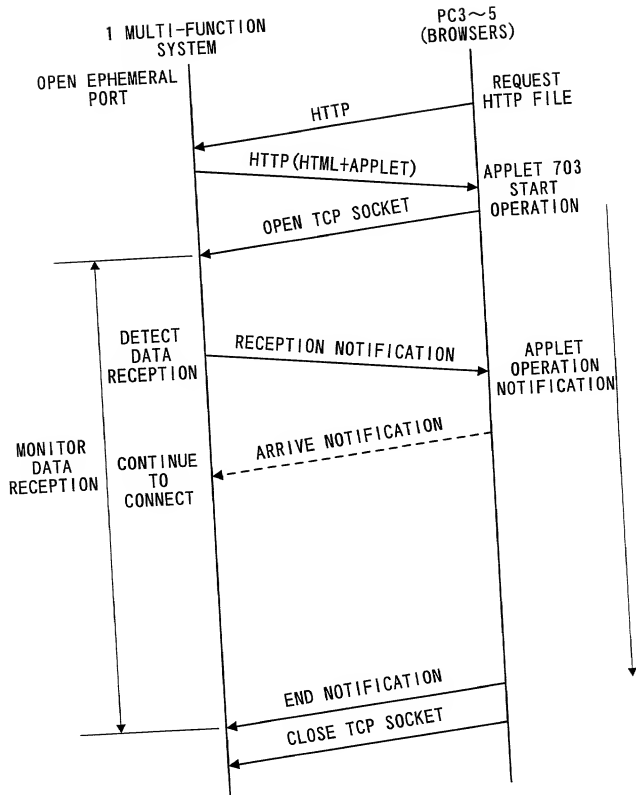 1 MULTI-FUNCTION
SYSTEM
PC3～5
(BROWSERS)
OPEN EPHEMERAL
PORT
REQUEST
HTTP FILE
HTTP
HTTP(HTML+APPLET)
APPLET 703
START
OPERATION
OPEN TCP SOCKET
DETECT
DATA
RECEPTION
RECEPTION NOTIFICATION
APPLET
OPERATION
NOTIFICATION
ARRIVE NOTIFICATION
MONITOR
DATA
RECEPTION
CONTINUE
TO
CONNECT
END NOTIFICATION
CLOSE TCP SOCKET